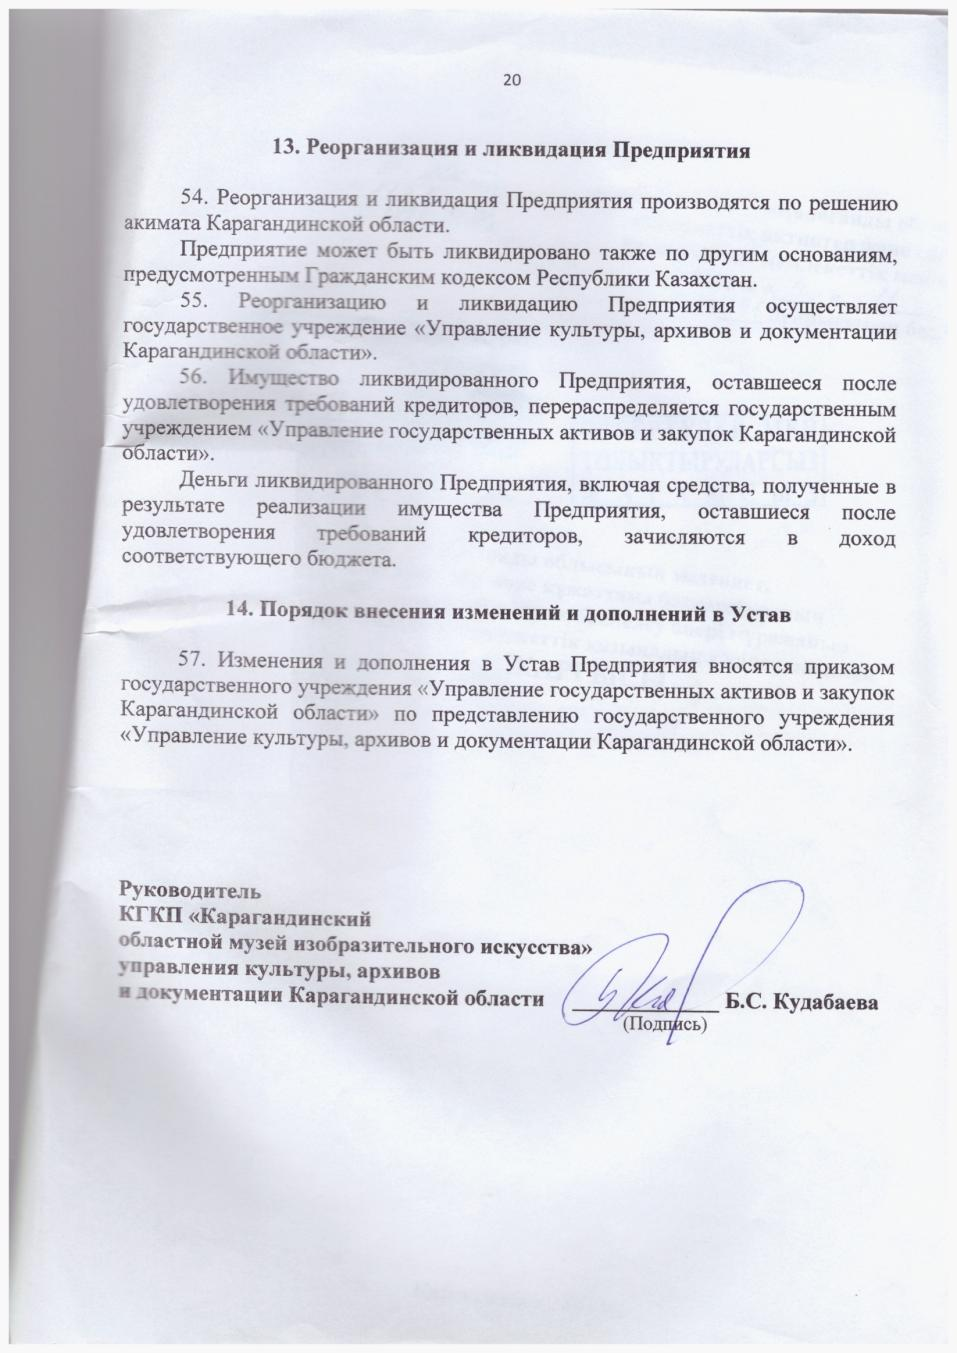 20
13. Реорганизация и ликвидация Предприятия
54. Реорганизация и ликвидация Предприятия производятся по решению
акимата Карагандинской области.
Предприятие может быть ликвидировано также по другим основаниям,
предусмотренным Гражданским кодексом Республики Казахстан.
55. Реорганизацию и ликвидацию Предприятия осуществляет
государственное учреждение «Управление культуры, архивов и документации
Карагандинской области».
56. Имущество ликвидированного Предприятия, оставшееся после
удовлетворения требований кредиторов, перераспределяется государственным
учреждением «Управление государственных активов и закупок Карагандинской
области».
Деньги ликвидированного Предприятия, включая средства, полученные в
результате реализации имущества Предприятия, оставшиеся после
удовлетворения требований кредиторов, зачисляются в доход
соответствующего бюджета.
14. Порядок внесения изменений и дополнений в Устав
57. Изменения и дополнения в Устав Предприятия вносятся приказом
государственного учреждения «Управление государственных активов и закупок
Карагандинской области» по представлению государственного учреждения
«Управление культуры, архивов и документации Карагандинской области».
Руководитель
КГКП «Карагандинский
областной музей изобразительного искусства»
управления культуры, архивов
и документации Карагандинской области _____________ Б.С. Кудабаева
(Подпись)